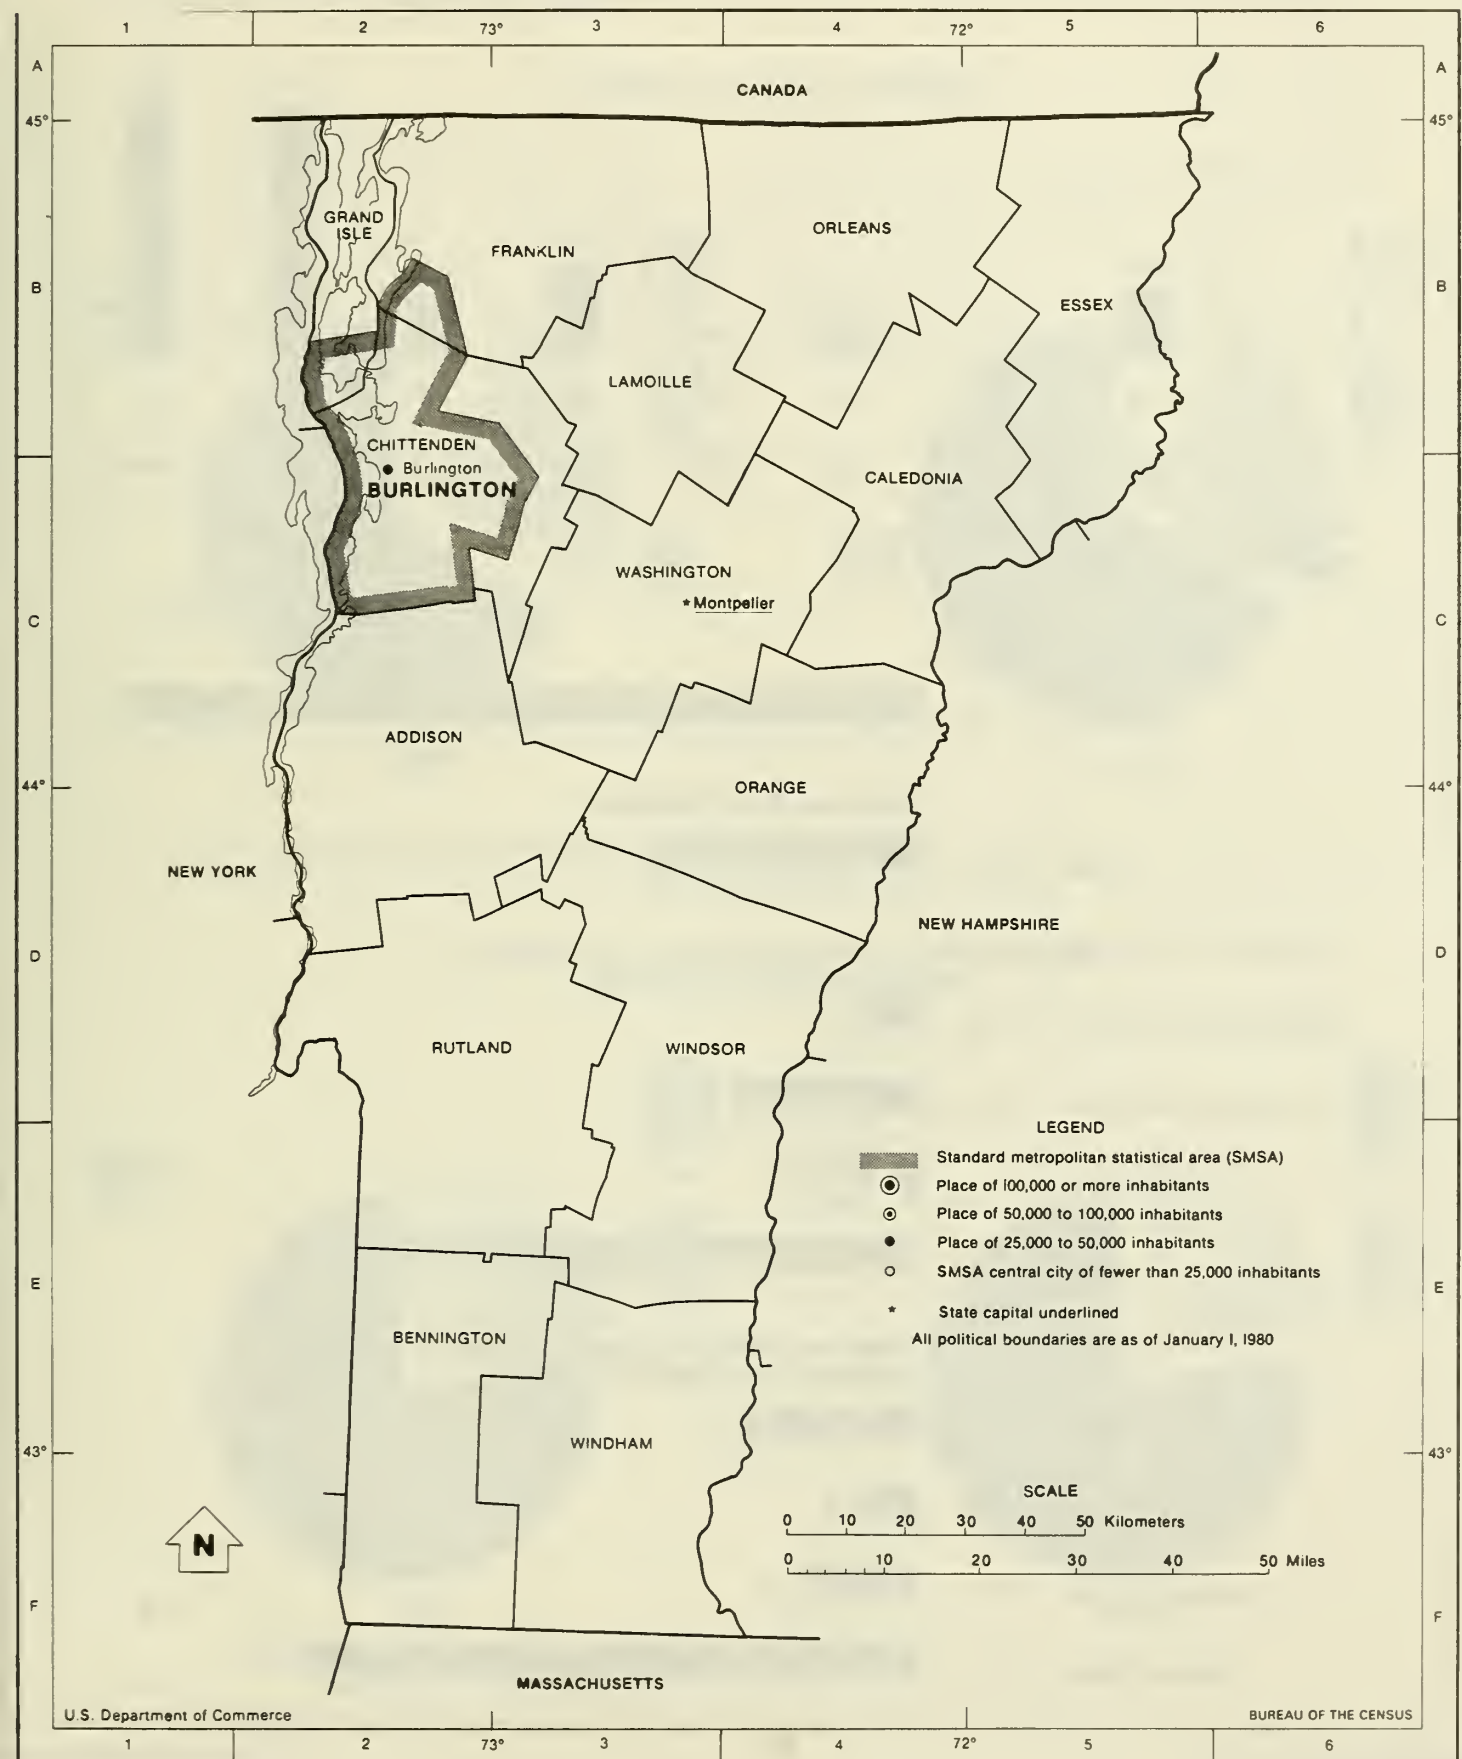 1 2 73° 3 4 72° 5 6
A A
CANADA
45° 45°
GRAND
ISLE
ORLEANS
FRANKLIN
B B
ESSEX
LAMOILLE
CHITTENDEN
Burlington
BURLINGTON
CALEDONIA
WASHINGTON
* Montpelier
C C
ADDISON
44° 44°
ORANGE
NEW YORK
NEW HAMPSHIRE
D D
RUTLAND
WINDSOR
LEGEND
Standard metropolitan statistical area (SMSA)
Place of 100,000 or more inhabitants
Place of 50,000 to 100,000 inhabitants
Place of 25,000 to 50,000 inhabitants
SMSA central city of fewer than 25,000 inhabitants
* State capital underlined
All political boundaries are as of January 1, 1980
E E
BENNINGTON
WINDHAM
43° 43°
SCALE
0 10 20 30 40 50 Kilometers
0 10 20 30 40 50 Miles
N
F F
MASSACHUSETTS
U.S. Department of Commerce
BUREAU OF THE CENSUS
1 2 73° 3 4 72° 5 6